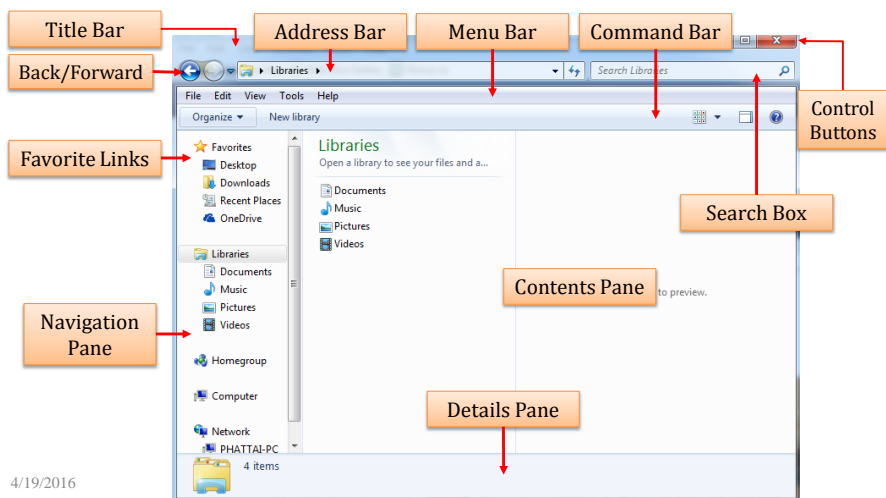 Title Bar
Address Bar
Menu Bar
Command Bar
Back/Forward
Libraries
Search Libraries
File Edit View Tools Help
Organize New library
Control
Buttons
Favorite Links
Favorites
Desktop
Downloads
Recent Places
OneDrive
Libraries
Documents
Music
Pictures
Videos
Homegroup
Computer
Network
PHATTAI-PC
Libraries
Open a library to see your files and a...
Documents
Music
Pictures
Videos
Search Box
Contents Pane
to preview.
Navigation
Pane
Details Pane
4 items
4/19/2016